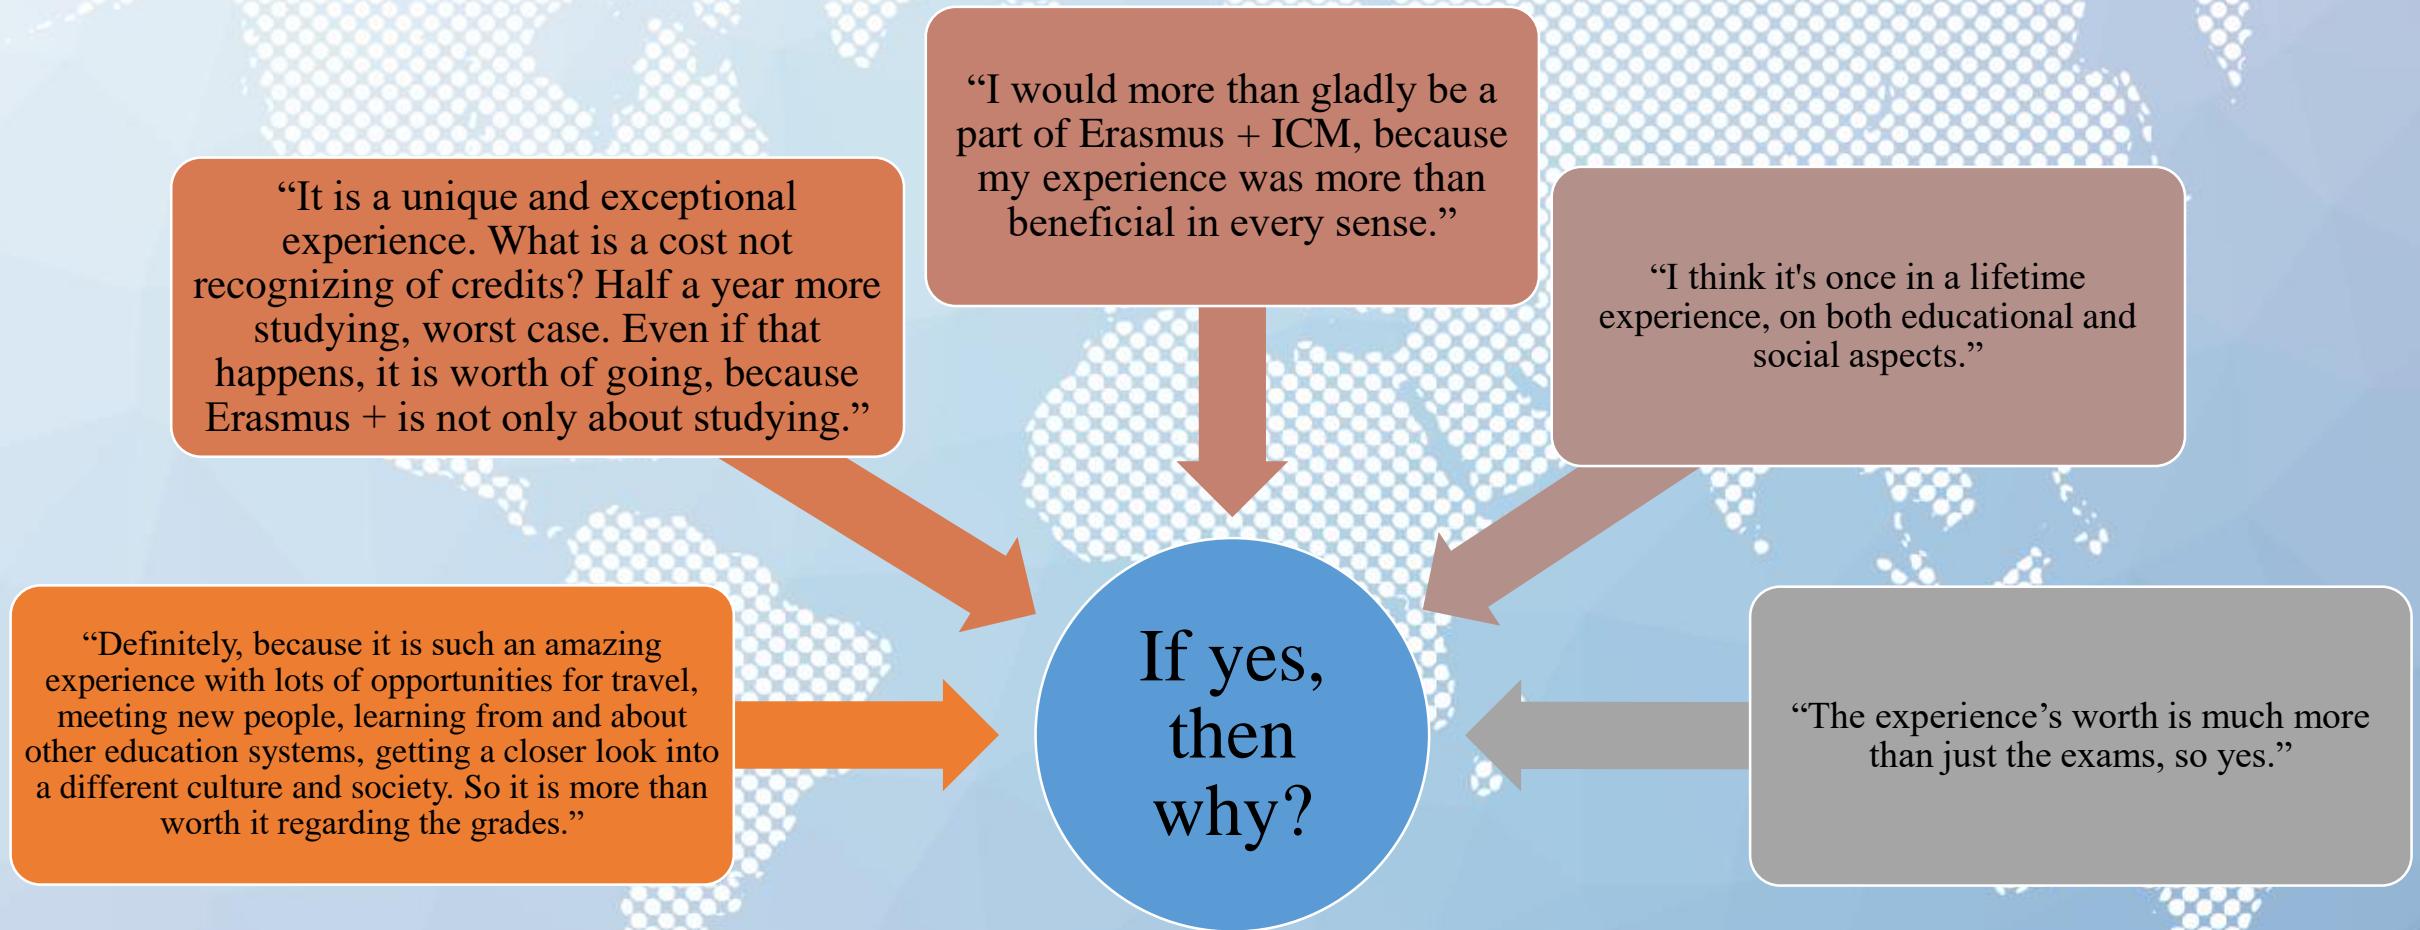 “I would more than gladly be a
part of Erasmus + ICM, because
my experience was more than
beneficial in every sense.”
“It is a unique and exceptional
experience. What is a cost not
recognizing of credits? Half a year more
studying, worst case. Even if that
happens, it is worth of going, because
Erasmus + is not only about studying.”
“I think it's once in a lifetime
experience, on both educational and
social aspects.”
“Definitely, because it is such an amazing
experience with lots of opportunities for travel,
meeting new people, learning from and about
other education systems, getting a closer look into
a different culture and society. So it is more than
worth it regarding the grades.”
If yes,
then
why?
“The experience’s worth is much more
than just the exams, so yes.”